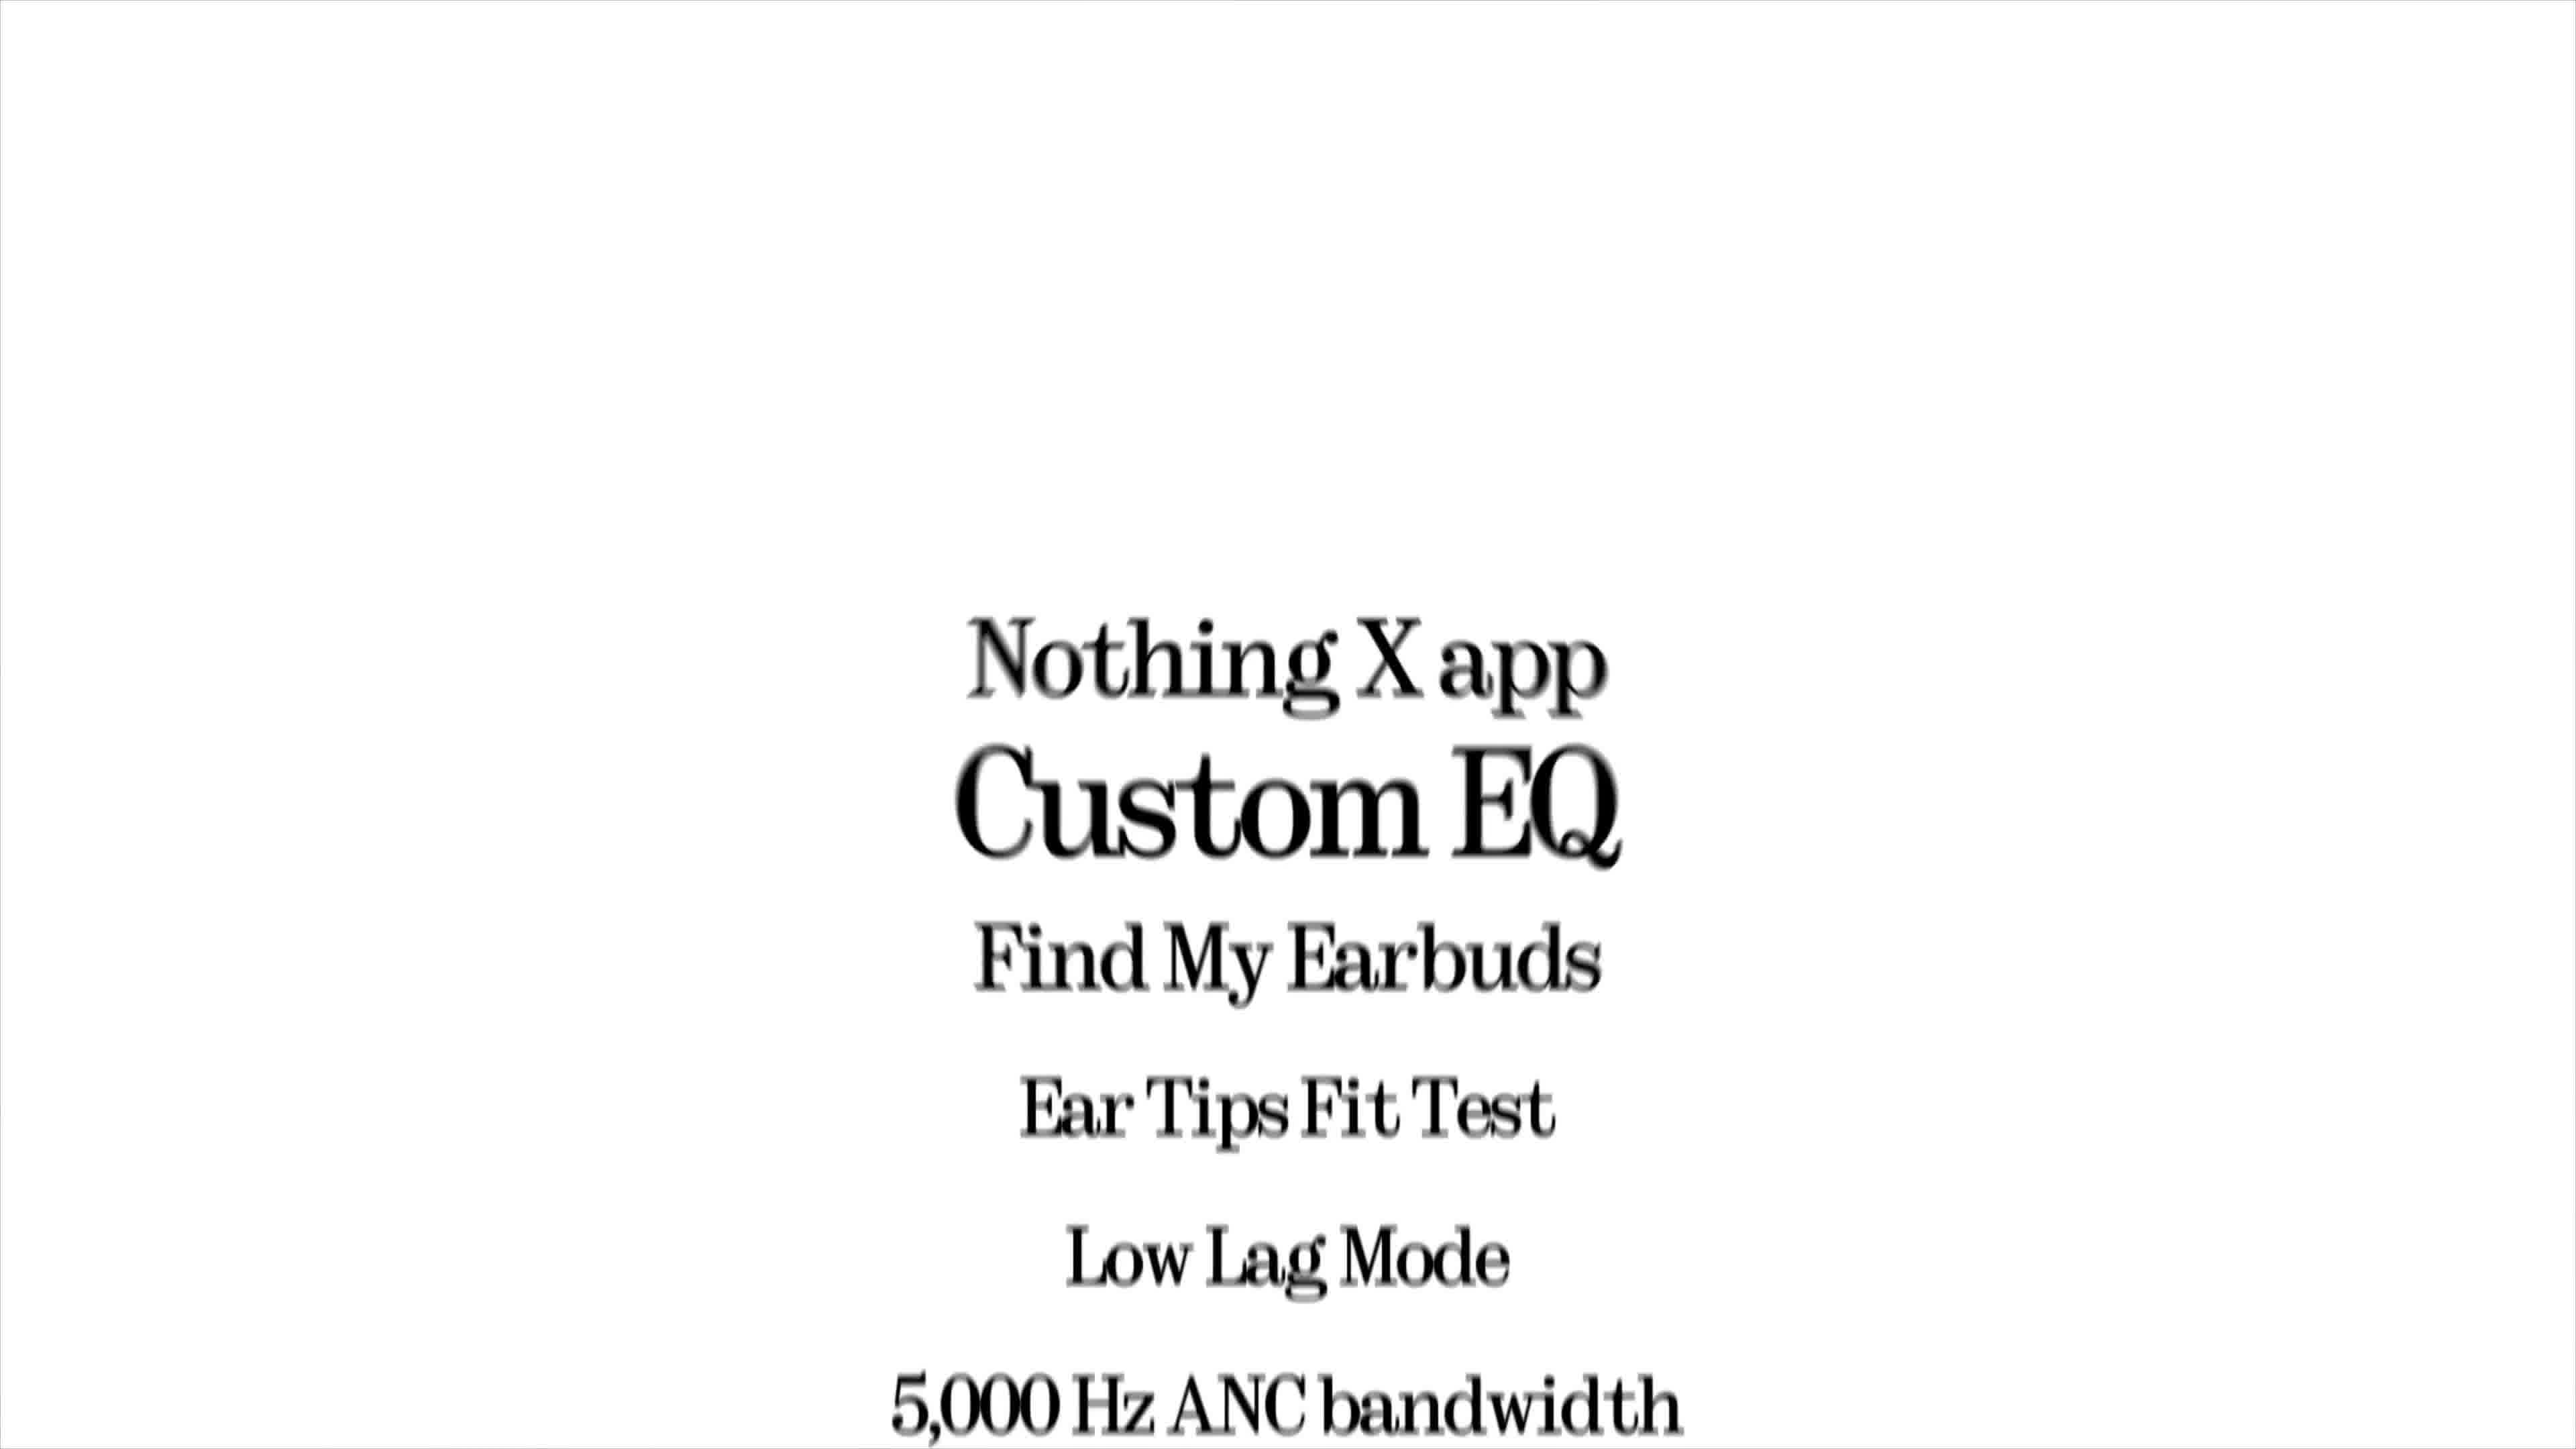 Nothing X app
Custom EQ
Find My Earbuds
Ear Tips Fit Test
Low Lag Mode
5,000 Hz ANC bandwidth